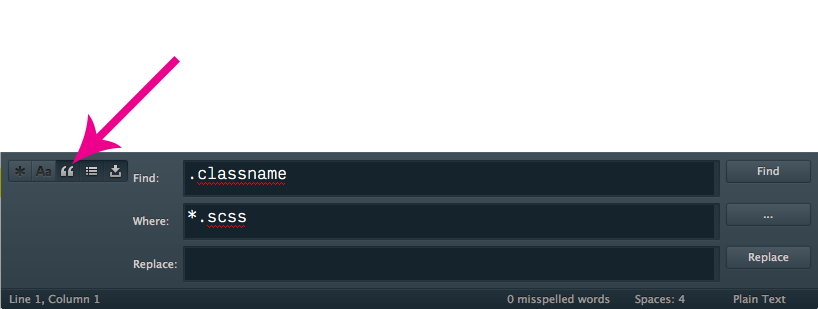 Aa
Find:
.classname
Find
Where:
*.scss
...
Replace:
Replace
Line 1, Column 1
0 misspelled words
Spaces: 4
Plain Text